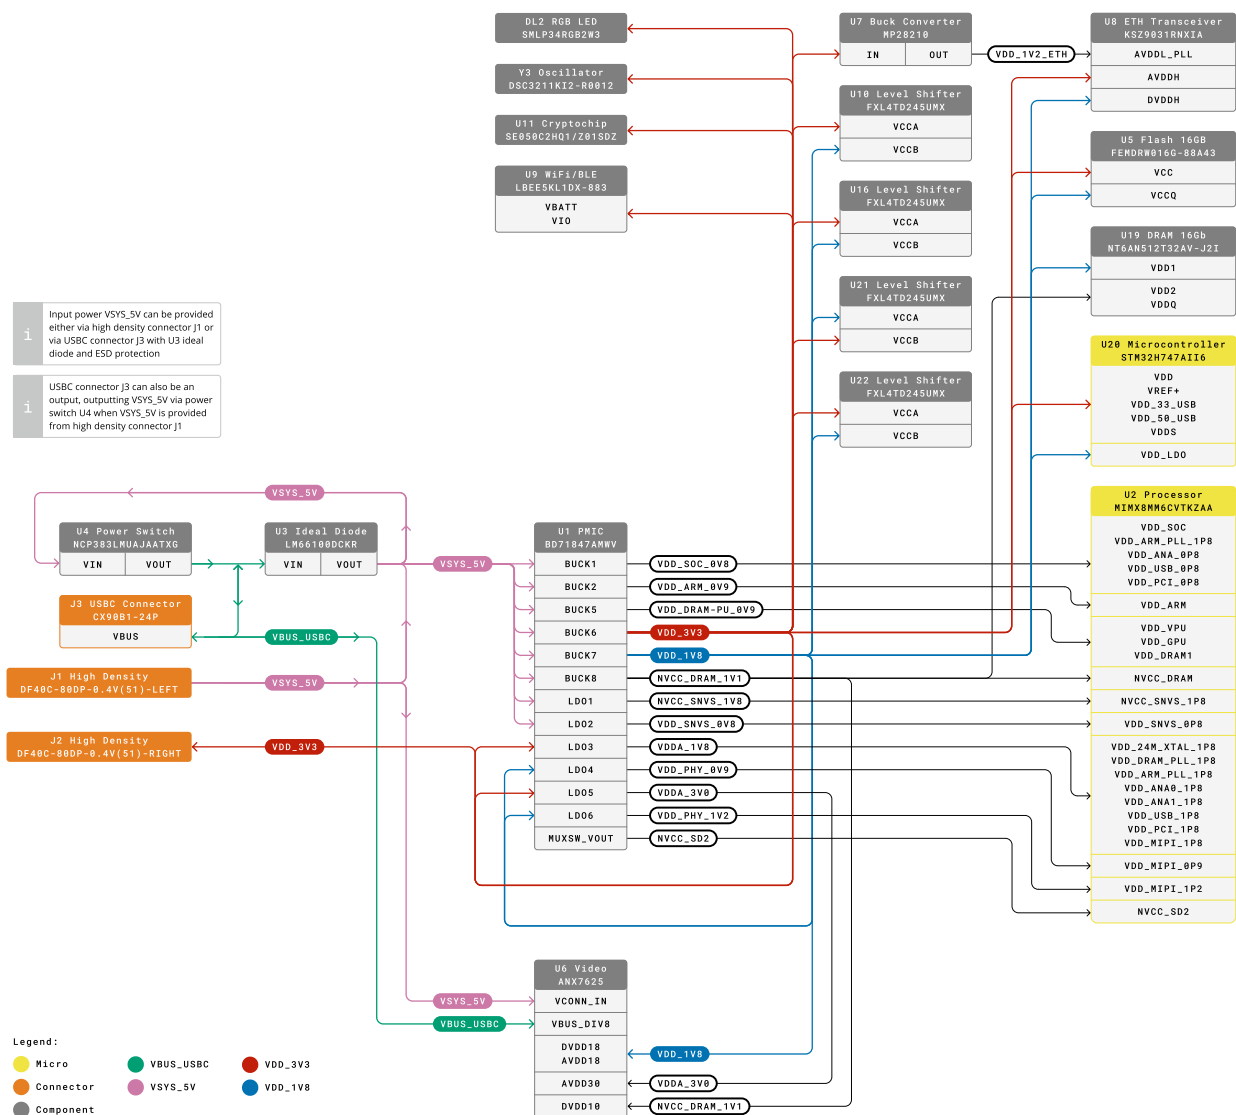 DL2 RGB LED
SMLP34RGB2W3
Y3 Oscillator
DSC3211KI2-R0012
U11 Cryptochip
SE050C2HQ1/Z01SDZ
U9 WiFi/BLE
LBEE5KL1DX-883
VBATT
VIO
U7 Buck Converter
MP28210
IN OUT
VDD_1V2_ETH
U10 Level Shifter
FXL4TD245UMX
VCCA
VCCB
U16 Level Shifter
FXL4TD245UMX
VCCA
VCCB
U21 Level Shifter
FXL4TD245UMX
VCCA
VCCB
U22 Level Shifter
FXL4TD245UMX
VCCA
VCCB
U8 ETH Transceiver
KSZ9031RNXIA
AVDDL_PLL
AVDDH
DVDDH
U5 Flash 16GB
FEMDRW016G-88A43
VCC
VCCQ
U19 DRAM 16Gb
NT6AN512T32AV-J2I
VDD1
VDD2
VDDQ
U20 Microcontroller
STM32H747AII6
VDD
VREF+
VDD_33_USB
VDD_50_USB
VDDS
VDD_LDO
U2 Processor
MIMX8MM6CVTKZAA
VDD_SOC
VDD_ARM_PLL_1P8
VDD_ANA_0P8
VDD_USB_0P8
VDD_PCI_0P8
VDD_ARM
VDD_VPU
VDD_GPU
VDD_DRAM1
NVCC_DRAM
NVCC_SNVS_1P8
VDD_SNVS_0P8
VDD_24M_XTAL_1P8
VDD_DRAM_PLL_1P8
VDD_ARM_PLL_1P8
VDD_ANA0_1P8
VDD_ANA1_1P8
VDD_USB_1P8
VDD_PCI_1P8
VDD_MIPI_1P8
VDD_MIPI_0P9
VDD_MIPI_1P2
NVCC_SD2
i
Input power VSYS_5V can be provided
either via high density connector J1 or
via USBC connector J3 with U3 ideal
diode and ESD protection
i
USBC connector J3 can also be an
output, outputting VSYS_5V via power
switch U4 when VSYS_5V is provided
from high density connector J1
VSYS_5V
U4 Power Switch
NCP383LMUAJAATXG
VIN VOUT
U3 Ideal Diode
LM66100DCKR
VIN VOUT
VSYS_5V
J3 USBC Connector
CX90B1-24P
VBUS
VBUS_USBC
J1 High Density
DF40C-80DP-0.4V(51)-LEFT
VSYS_5V
J2 High Density
DF40C-80DP-0.4V(51)-RIGHT
VDD_3V3
U1 PMIC
BD71847AMWV
BUCK1 VDD_SOC_0V8
BUCK2 VDD_ARM_0V9
BUCK5 VDD_DRAM-PU_0V9
BUCK6 VDD_3V3
BUCK7 VDD_1V8
BUCK8 NVCC_DRAM_1V1
LDO1 NVCC_SNVS_1V8
LDO2 VDD_SNVS_0V8
LDO3 VDDA_1V8
LDO4 VDD_PHY_0V9
LDO5 VDDA_3V0
LDO6 VDD_PHY_1V2
MUXSW_VOUT NVCC_SD2
U6 Video
ANX7625
VSYS_5V VCONN_IN
VBUS_USBC VBUS_DIV8
DVDD18
AVDD18
VDD_1V8
AVDD30 VDDA_3V0
DVDD10 NVCC_DRAM_1V1
Legend:
Micro VBUS_USBC VDD_3V3
Connector VSYS_5V VDD_1V8
Component